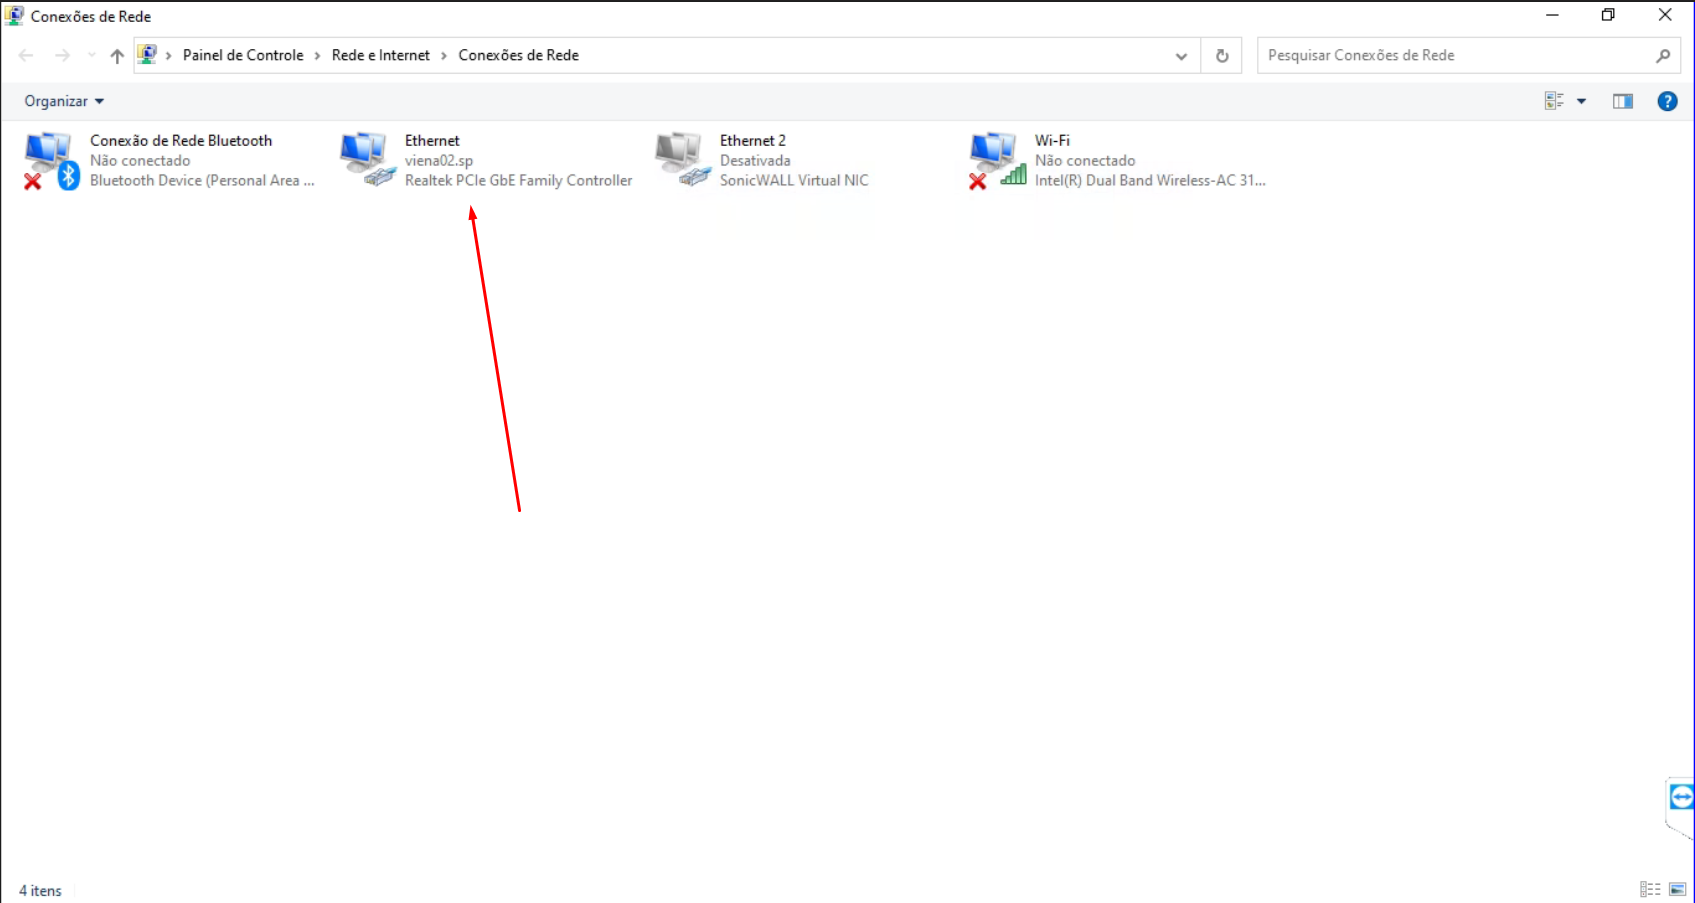 Conexões de Rede
Painel de Controle > Rede e Internet > Conexões de Rede
Pesquisar Conexões de Rede
Organizar
Conexão de Rede Bluetooth
Não conectado
Bluetooth Device (Personal Area ...
Ethernet
viena02.sp
Realtek PCIe GbE Family Controller
Ethernet 2
Desativada
SonicWALL Virtual NIC
Wi-Fi
Não conectado
Intel(R) Dual Band Wireless-AC 31...
4 itens